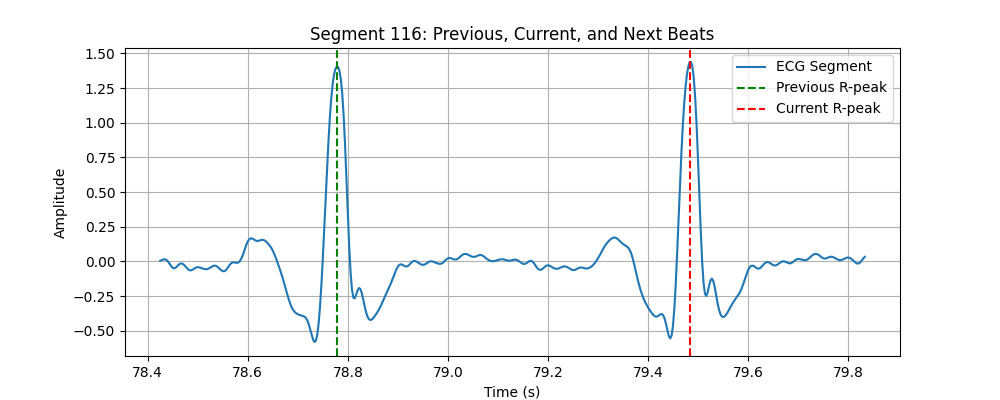 Segment 116: Previous, Current, and Next Beats
1.50
1.25
1.00
0.75
0.50
0.25
0.00
−0.25
−0.50
Amplitude
ECG Segment
Previous R-peak
Current R-peak
78.4 78.6 78.8 79.0 79.2 79.4 79.6 79.8
Time (s)